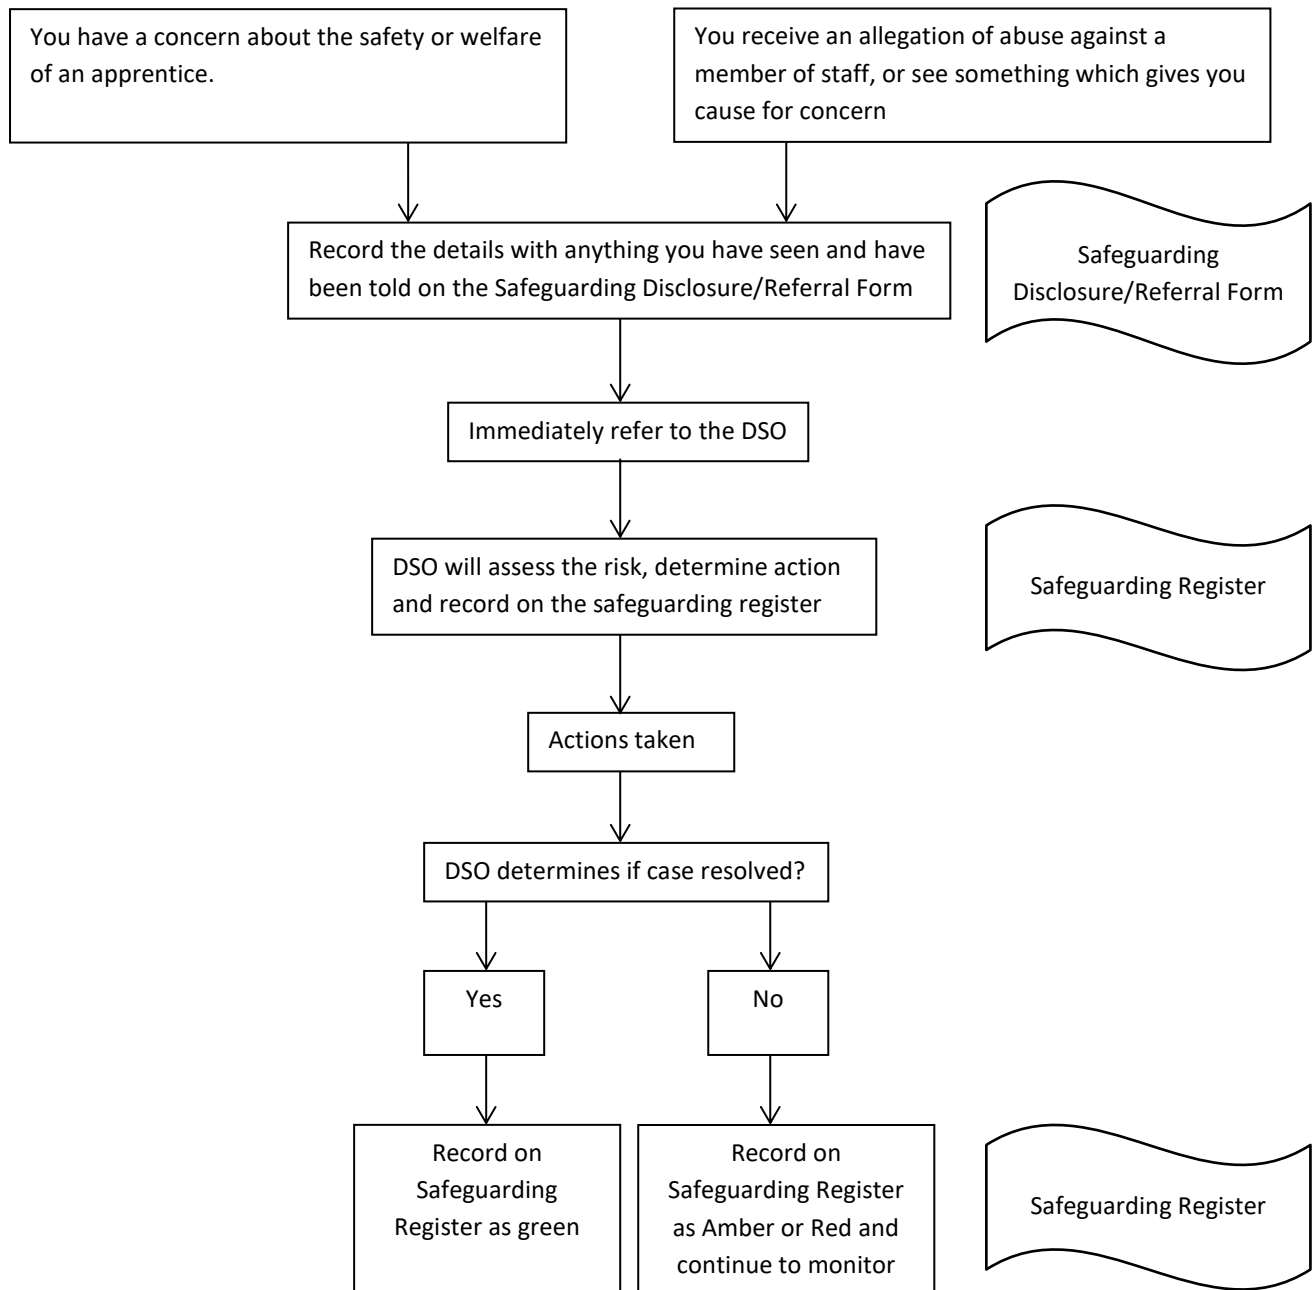 You have a concern about the safety or welfare
of an apprentice.
You receive an allegation of abuse against a
member of staff, or see something which gives you
cause for concern
Record the details with anything you have seen and have
been told on the Safeguarding Disclosure/Referral Form
Safeguarding
Disclosure/Referral Form
Immediately refer to the DSO
DSO will assess the risk, determine action
and record on the safeguarding register
Safeguarding Register
Actions taken
DSO determines if case resolved?
Yes
No
Record on
Safeguarding
Register as green
Record on
Safeguarding Register
as Amber or Red and
continue to monitor
Safeguarding Register